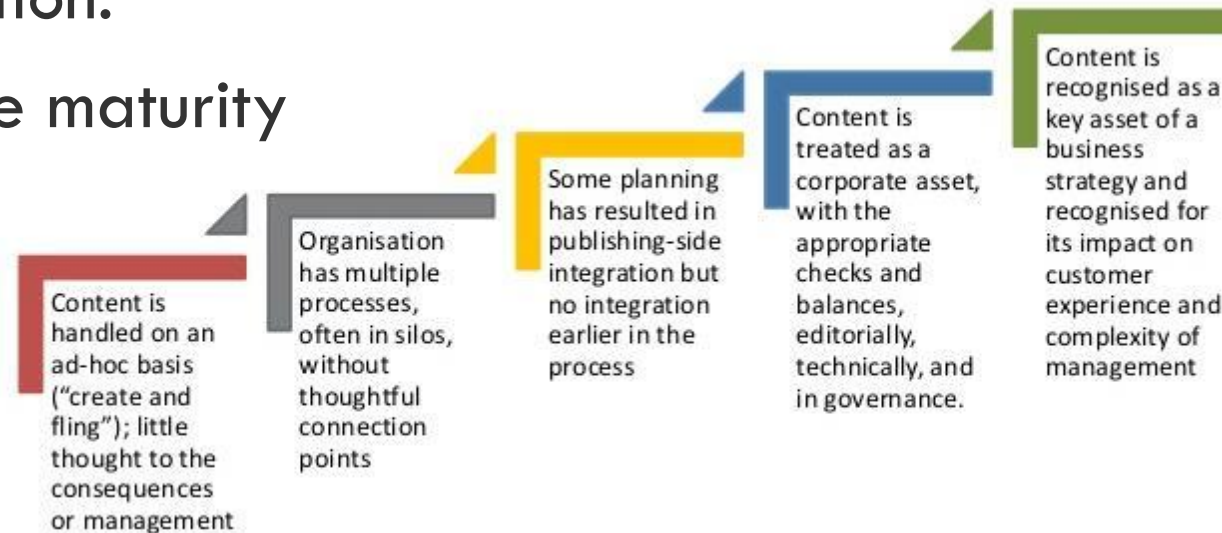 tion.
e maturity
Content is
handled on an
ad-hoc basis
(“create and
fling”); little
thought to the
consequences
or management
Organisation
has multiple
processes,
often in silos,
without
thoughtful
connection
points
Some planning
has resulted in
publishing-side
integration but
no integration
earlier in the
process
Content is
treated as a
corporate asset,
with the
appropriate
checks and
balances,
editorially,
technically, and
in governance.
Content is
recognised as a
key asset of a
business
strategy and
recognised for
its impact on
customer
experience and
complexity of
management